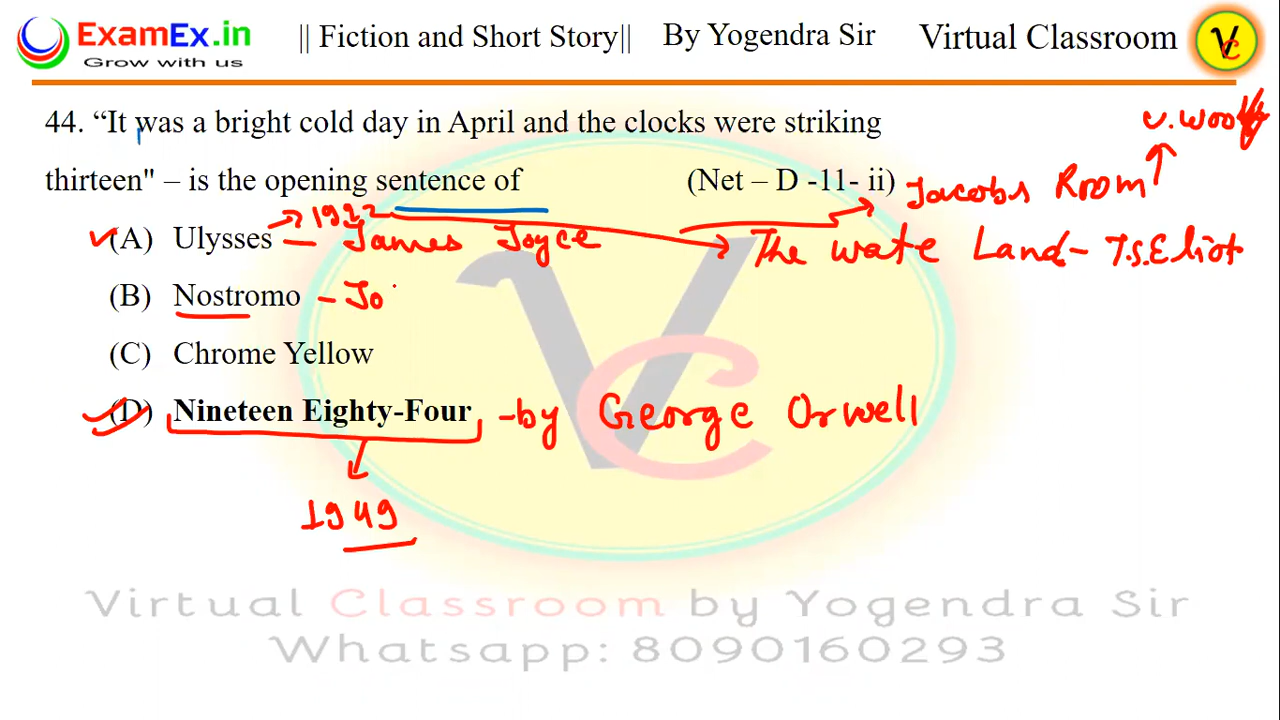 ExamEx.in
Grow with us
|| Fiction and Short Story|| By Yogendra Sir Virtual Classroom
VC
44. “It was a bright cold day in April and the clocks were striking
thirteen" – is the opening sentence of (Net – D -11- ii)
Jacobs Room
(A) Ulysses – James Joyce
1922
The wate Land - T.S.Eliot
(B) Nostromo – Jo
(C) Chrome Yellow
(D) Nineteen Eighty-Four -by George Orwell
1949
Virtual Classroom by Yogendra Sir
Whatsapp: 8090160293